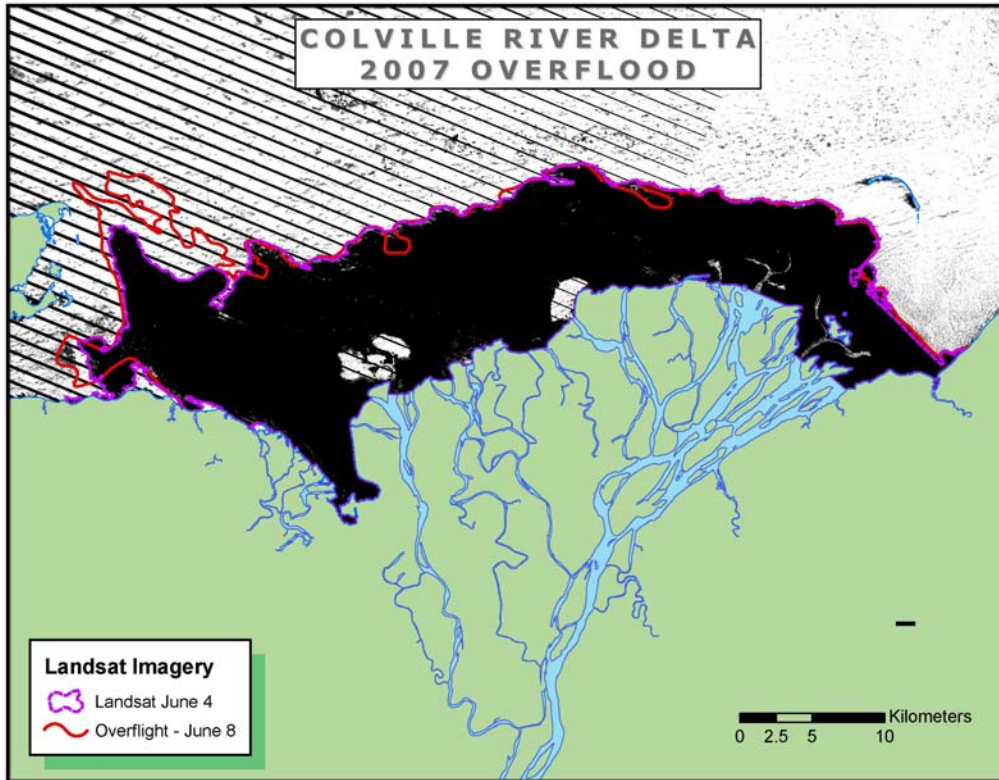 COLVILLE RIVER DELTA
2007 OVERFLOOD
Landsat Imagery
Landsat June 4
Overflight - June 8
Kilometers
0 2.5 5 10